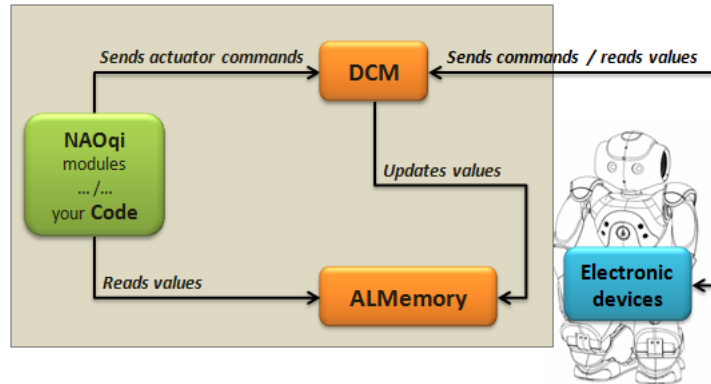 Sends actuator commands
DCM
Sends commands / reads values
NAOqi
modules
... /...
your Code
Updates values
Reads values
ALMemory
Electronic
devices